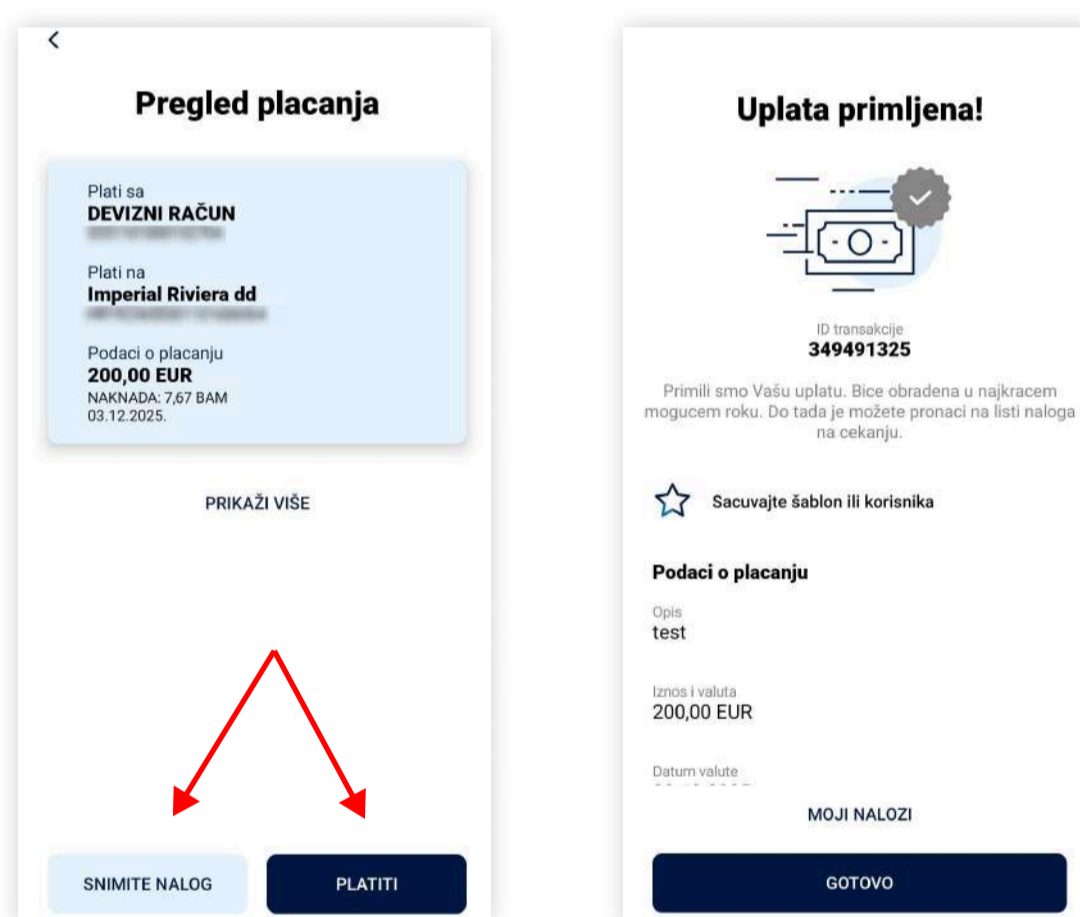 Pregled placanja
Plati sa
DEVIZNI RAČUN
Plati na
Imperial Riviera dd
Podaci o placanju
200,00 EUR
NAKNADA: 7,67 BAM
03.12.2025.
PRIKAŽI VIŠE
SNIMITE NALOG
PLATITI
Uplata primljena!
ID transakcije
349491325
Primili smo Vašu uplatu. Bice obradena u najkracem
mogucem roku. Do tada je možete pronaci na listi naloga
na cekanju.
Sacuvajte šablon ili korisnika
Podaci o placanju
Opis
test
Iznos i valuta
200,00 EUR
Datum valute
MOJI NALOZI
GOTOVO